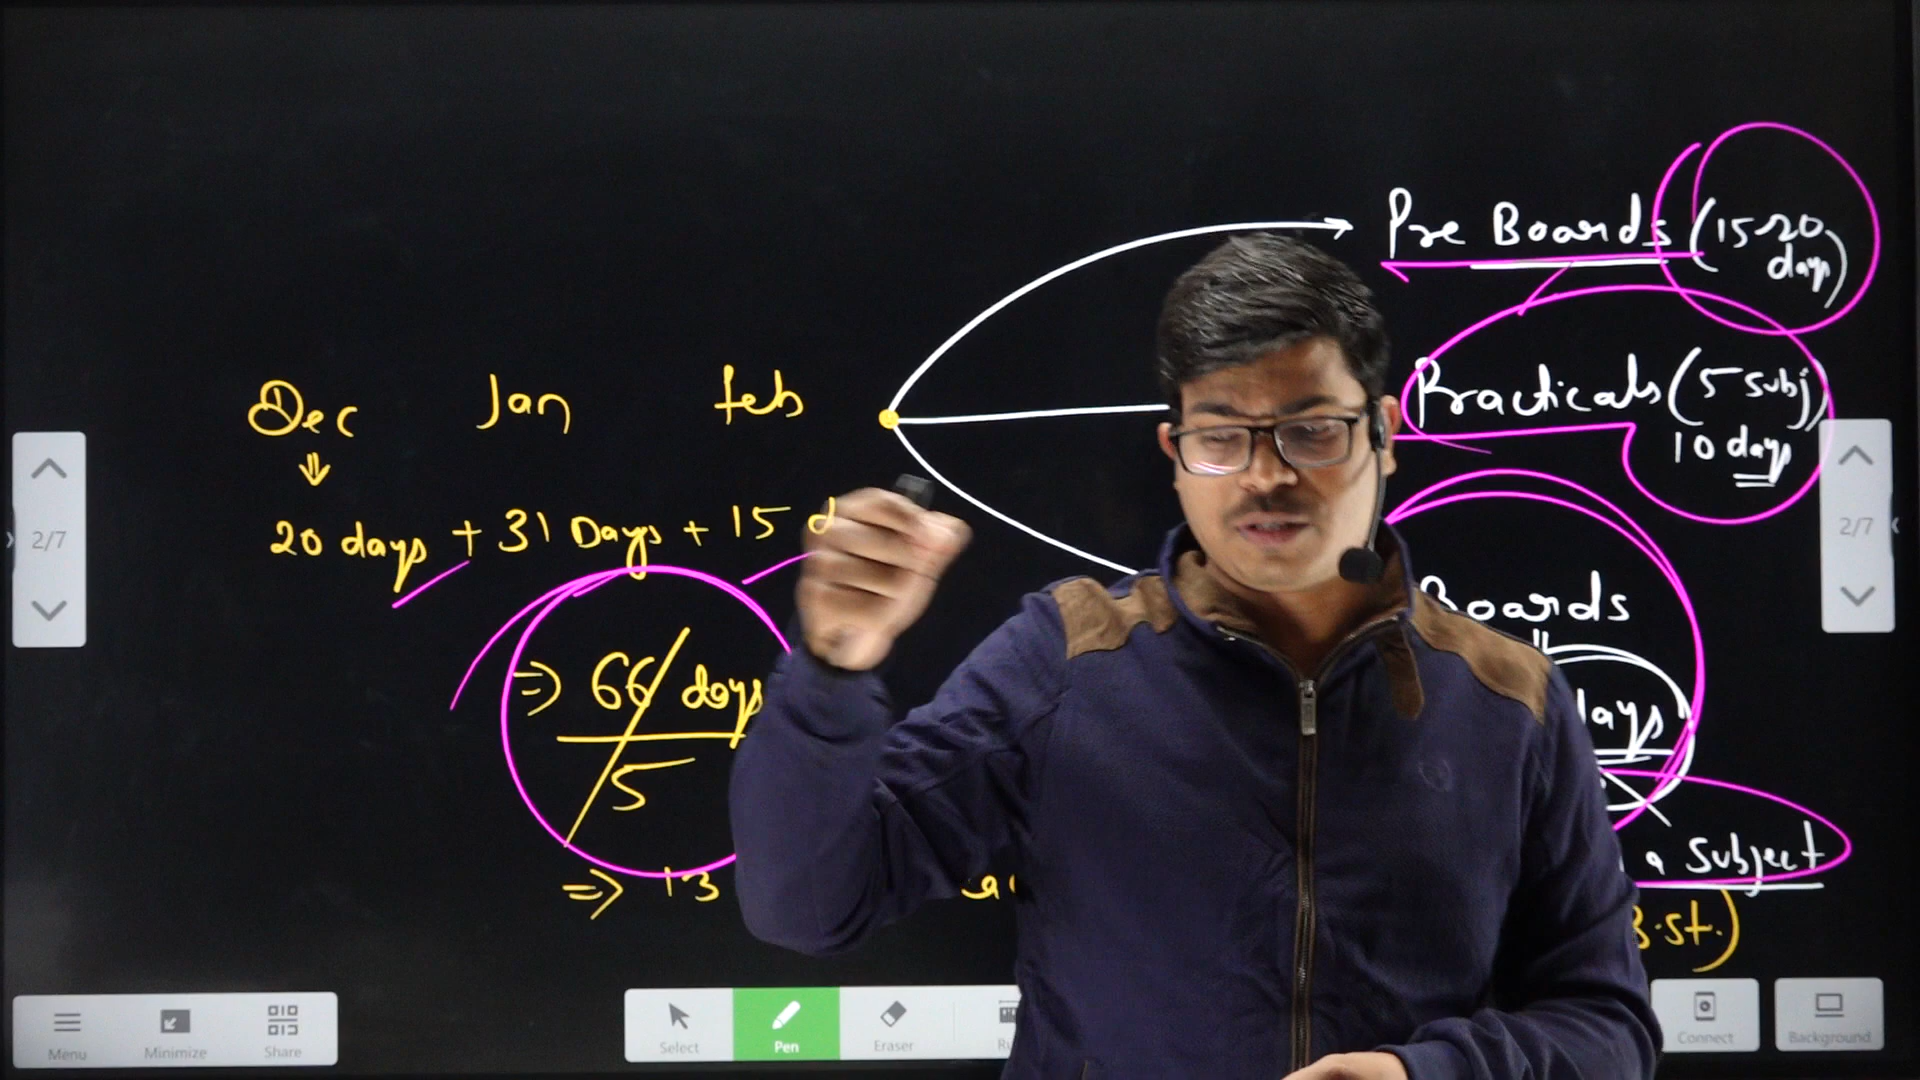 Pre Boards (15-20
days)
Practicals (5 subj)
10 days
Dec Jan Feb
20 days + 31 Days + 15 d
Boards
=> 66 days
days
5
a Subject
=> 13
B.st.)
2/7
2/7
Menu
Minimize
Share
Select
Pen
Eraser
Connect
Background